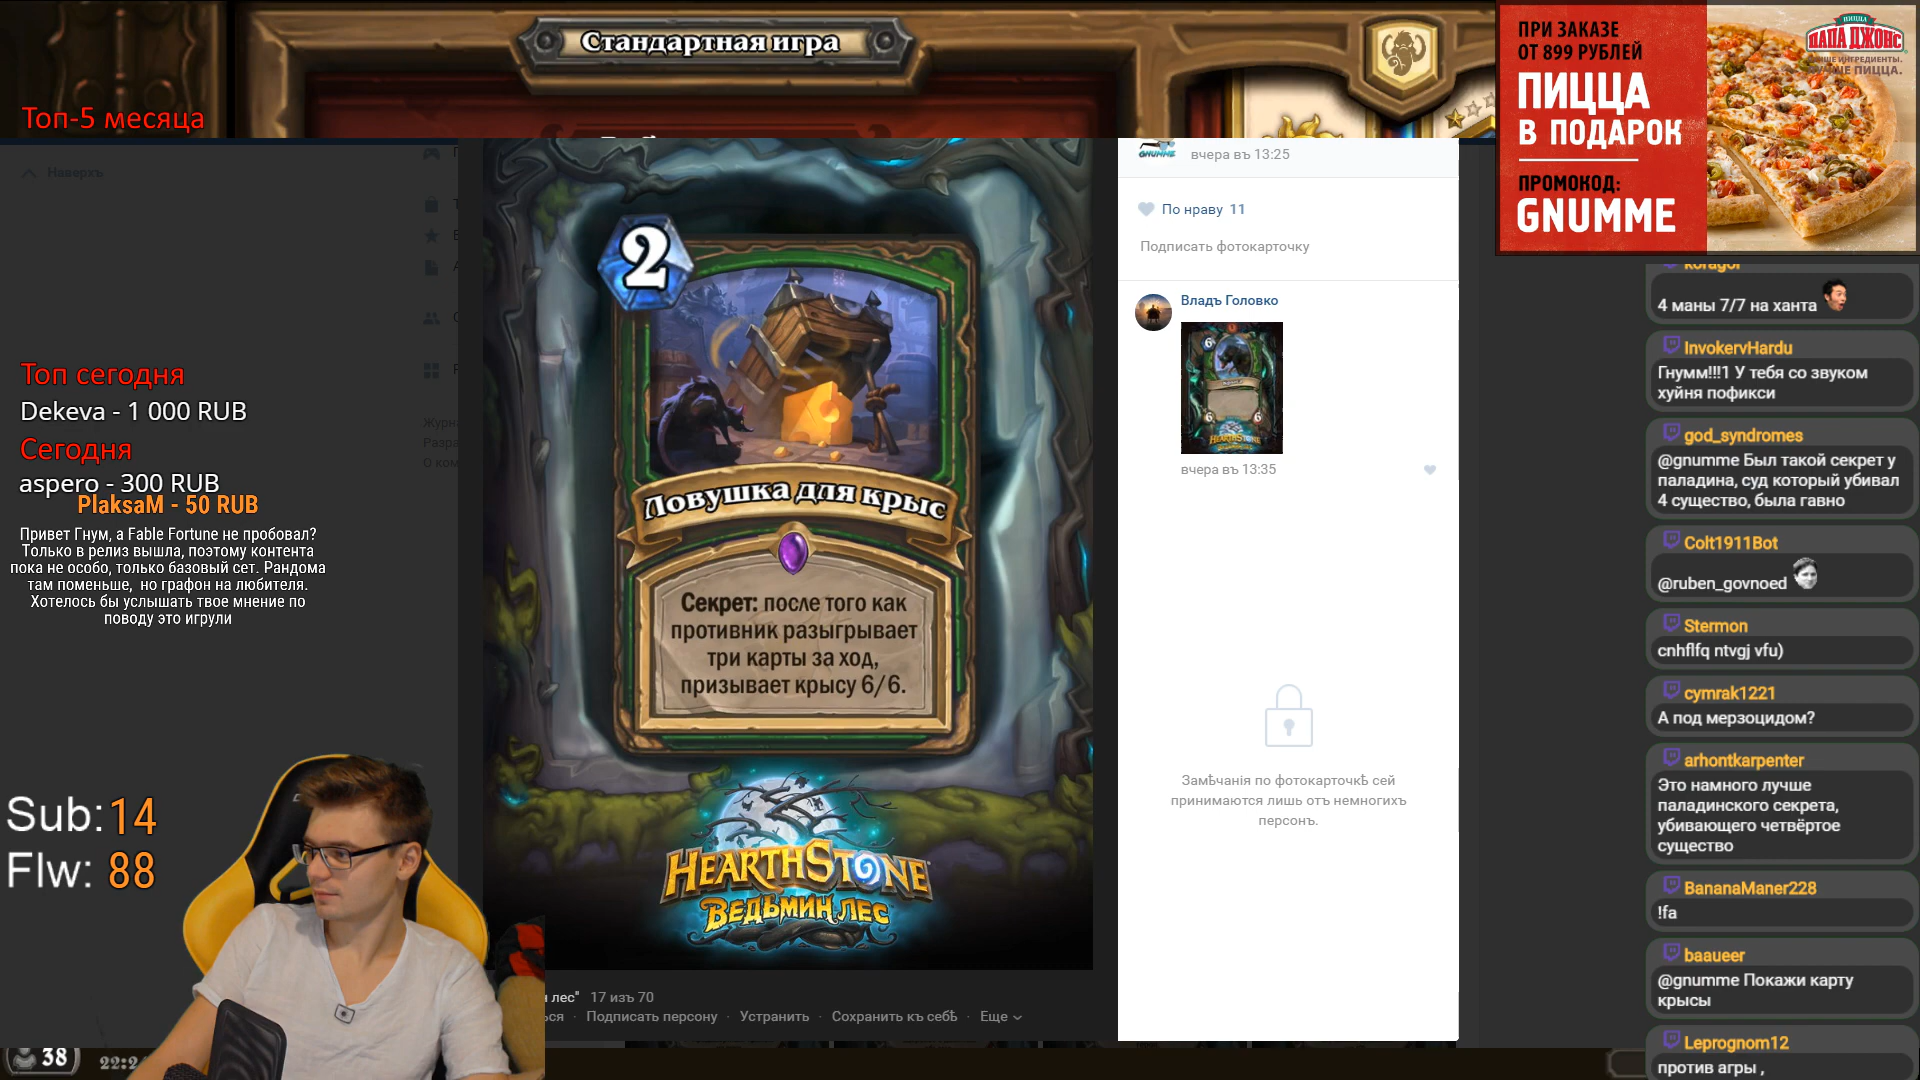 Стандартная игра
Топ-5 месяца
Наверхъ
Топ сегодня
Dekeva - 1 000 RUB
Сегодня
aspero - 300 RUB
PlaksaM - 50 RUB
Привет Гнум, а Fable Fortune не пробовал?
Только в релиз вышла, поэтому контента
пока не особо, только базовый сет. Рандома
там поменьше, но графон на любителя.
Хотелось бы услышать твое мнение по
поводу это игрули
Sub: 14
Flw: 88
38
2
Ловушка для крыс
Секрет: после того как
противник разыгрывает
три карты за ход,
призывает крысу 6/6.
HEARTHSTONE
ВЕДЬМИН ЛЕС
лес" 17 изъ 70
Подписать персону · Устранить · Сохранить къ себѣ · Еще
GNUMME
вчера въ 13:25
По нраву 11
Подписать фотокарточку
Владъ Головко
6
6 6
HEARTHSTONE
вчера въ 13:35
Замѣчанія по фотокарточкѣ сей
принимаются лишь отъ немногихъ
персонъ.
ПРИ ЗАКАЗЕ
ОТ 899 РУБЛЕЙ
ПИЦЦА
В ПОДАРОК
ПРОМОКОД:
GNUMME
ПИЦЦА
ПАПА ДЖОНС
koragor
4 маны 7/7 на ханта
InvokervHardu
Гнумм!!!1 У тебя со звуком
хуйня пофикси
god_syndromes
@gnumme Был такой секрет у
паладина, суд который убивал
4 существо, была гавно
Colt1911Bot
@ruben_govnoed
Stermon
cnhflfq ntvgj vfu)
cymrak1221
А под мерзоцидом?
arhontkarpenter
Это намного лучше
паладинского секрета,
убивающего четвёртое
существо
BananaManer228
!fa
baaueer
@gnumme Покажи карту
крысы
Leprognom12
против агры ,